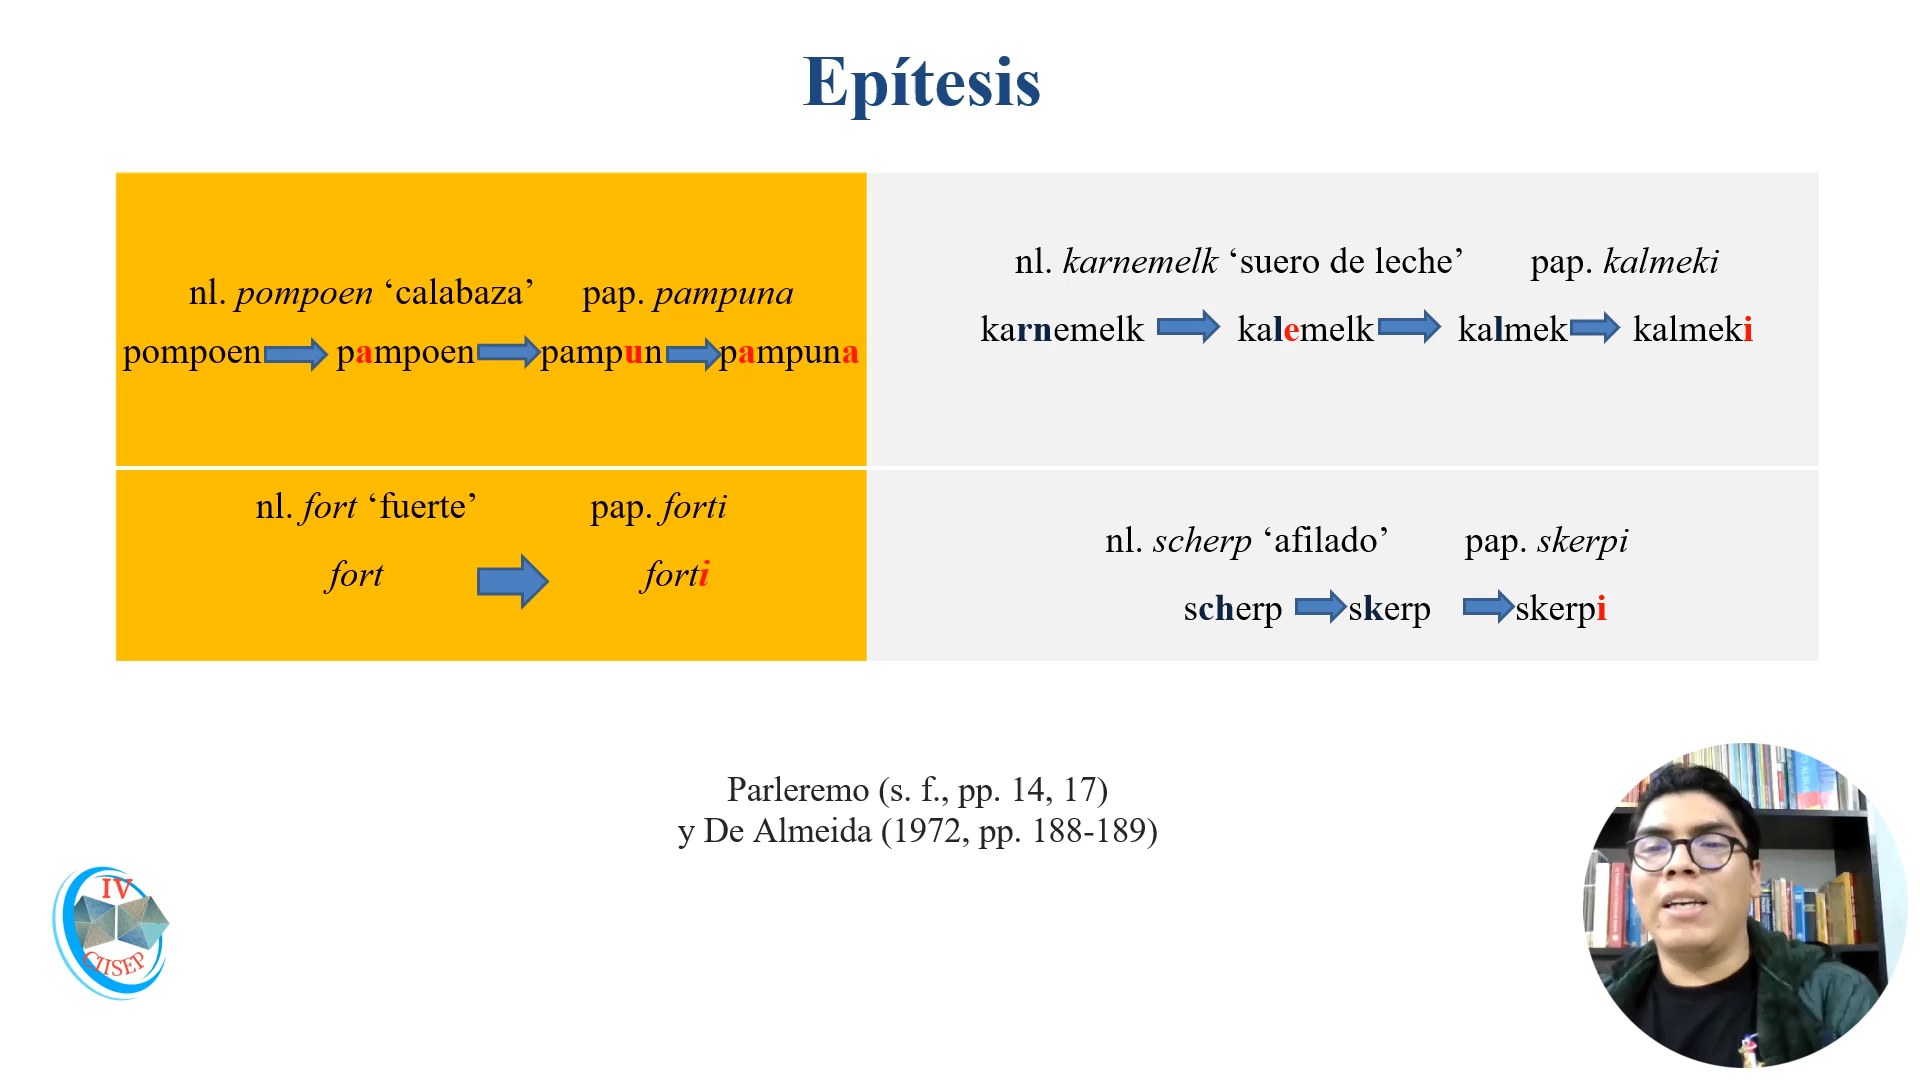 Epítesis
nl. pompoen ‘calabaza’ pap. pampuna
pompoen pampoen pampun pampuna
nl. karnemelk ‘suero de leche’ pap. kalmeki
karnemelk kalemelk kalmek kalmeki
nl. fort ‘fuerte’ pap. forti
fort forti
nl. scherp ‘afilado’ pap. skerpi
scherp skerp skerpi
Parleremo (s. f., pp. 14, 17)
y De Almeida (1972, pp. 188-189)
IV
CIISEP